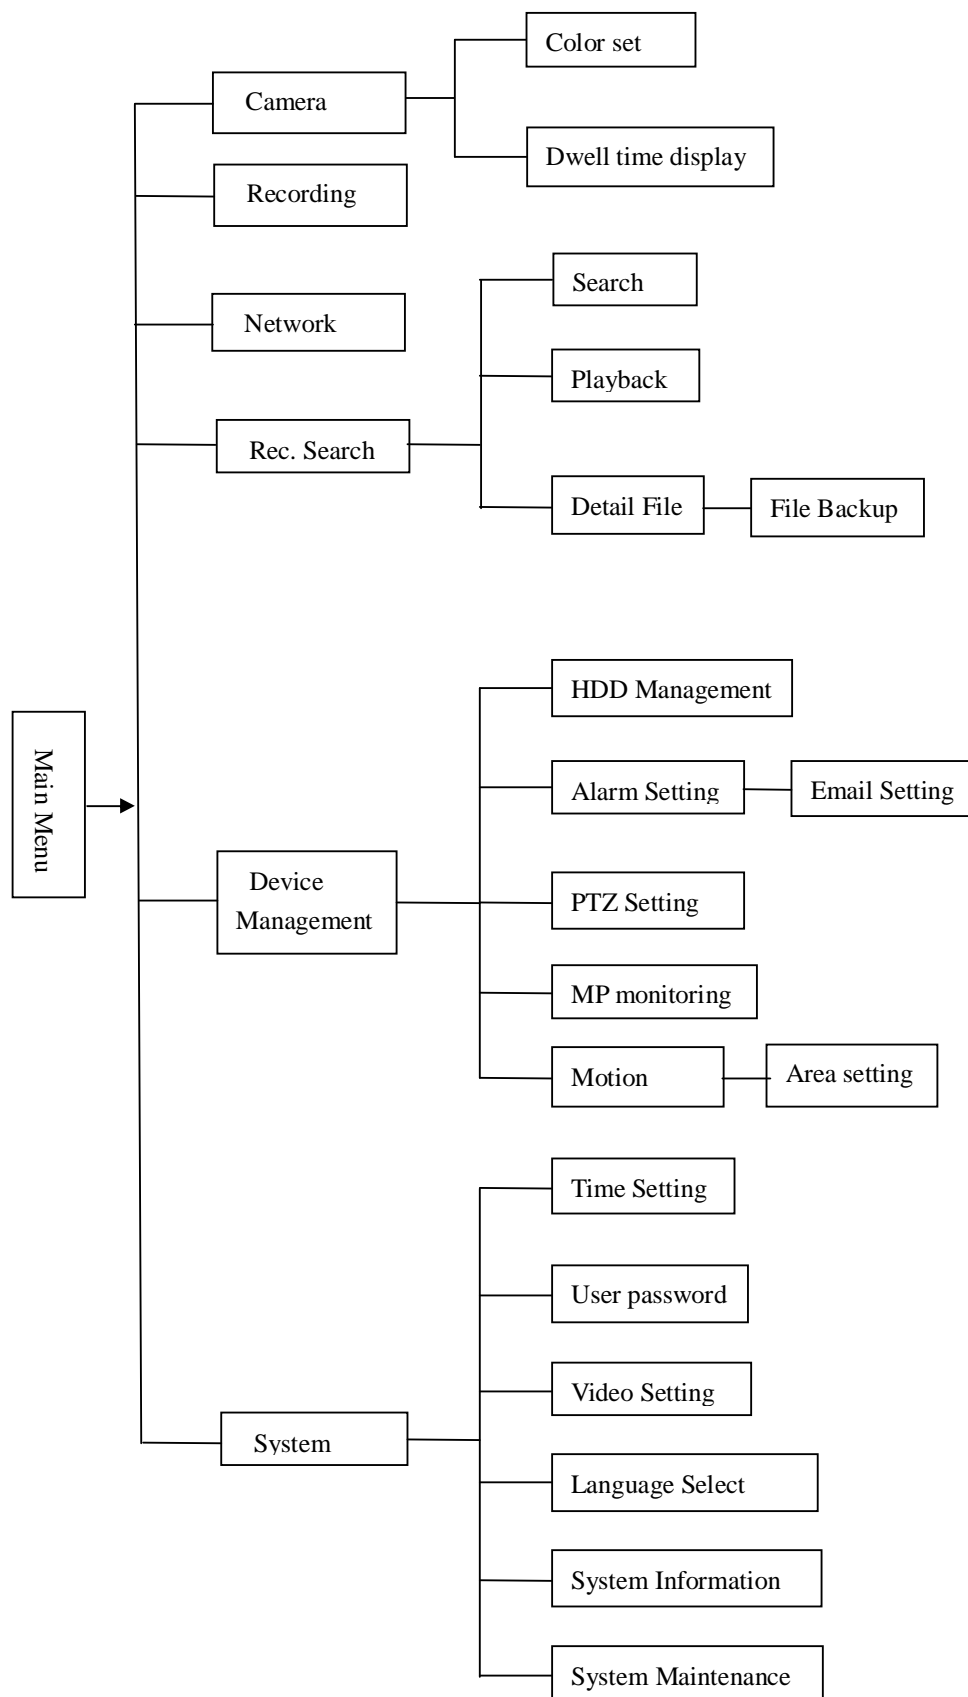 Main Menu
Camera
Color set
Dwell time display
Recording
Network
Rec. Search
Search
Playback
Detail File
File Backup
Device
Management
HDD Management
Alarm Setting
Email Setting
PTZ Setting
MP monitoring
Motion
Area setting
System
Time Setting
User password
Video Setting
Language Select
System Information
System Maintenance